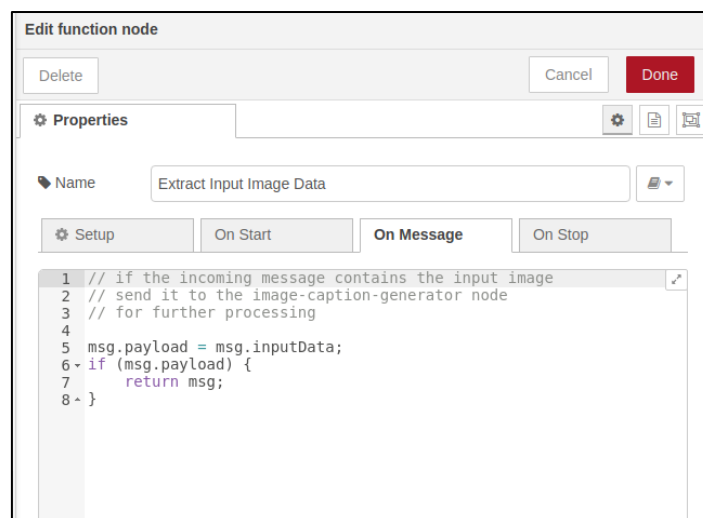 Edit function node
Delete Cancel Done
Properties
Name Extract Input Image Data
Setup On Start On Message On Stop
1 // if the incoming message contains the input image
2 // send it to the image-caption-generator node
3 // for further processing
4
5 msg.payload = msg.inputData;
6 if (msg.payload) {
7 return msg;
8 }